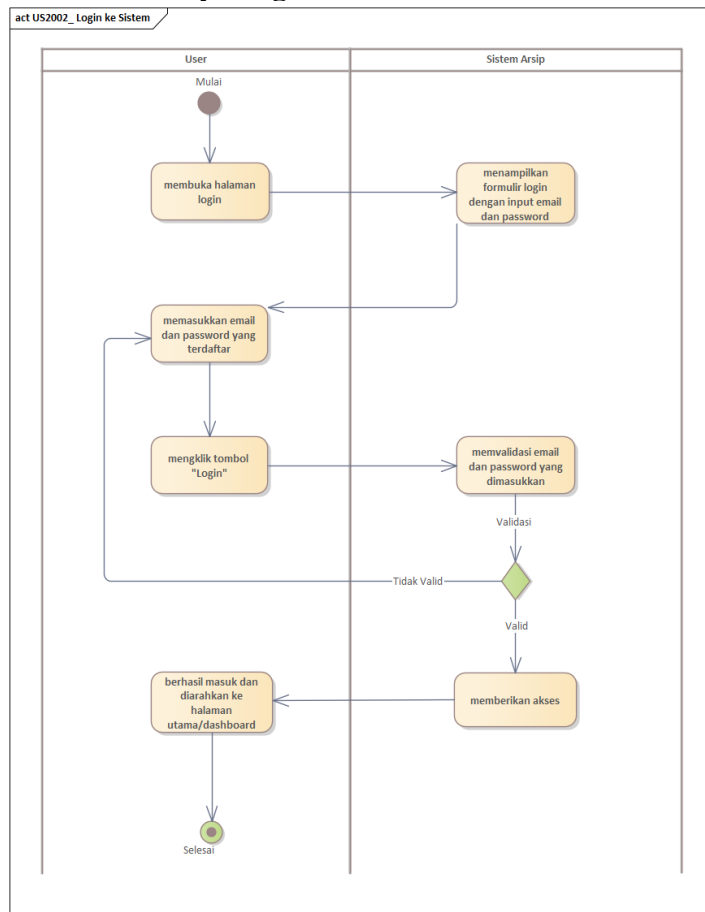 act US2002_ Login ke Sistem
User
Sistem Arsip
Mulai
membuka halaman
login
menampilkan
formulir login
dengan input email
dan password
memasukkan email
dan password yang
terdaftar
mengklik tombol
"Login"
memvalidasi email
dan password yang
dimasukkan
Validasi
Tidak Valid
Valid
memberikan akses
berhasil masuk dan
diarahkan ke
halaman
utama/dashboard
Selesai